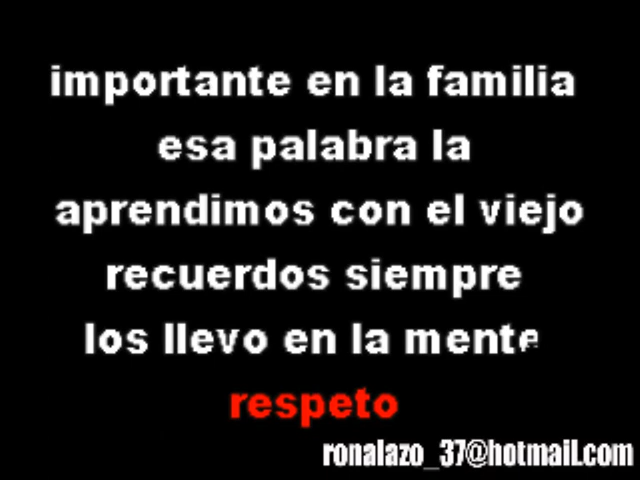 importante en la familia
esa palabra la
aprendimos con el viejo
recuerdos siempre
los llevo en la mente
respeto
ronalazo_37@hotmail.com